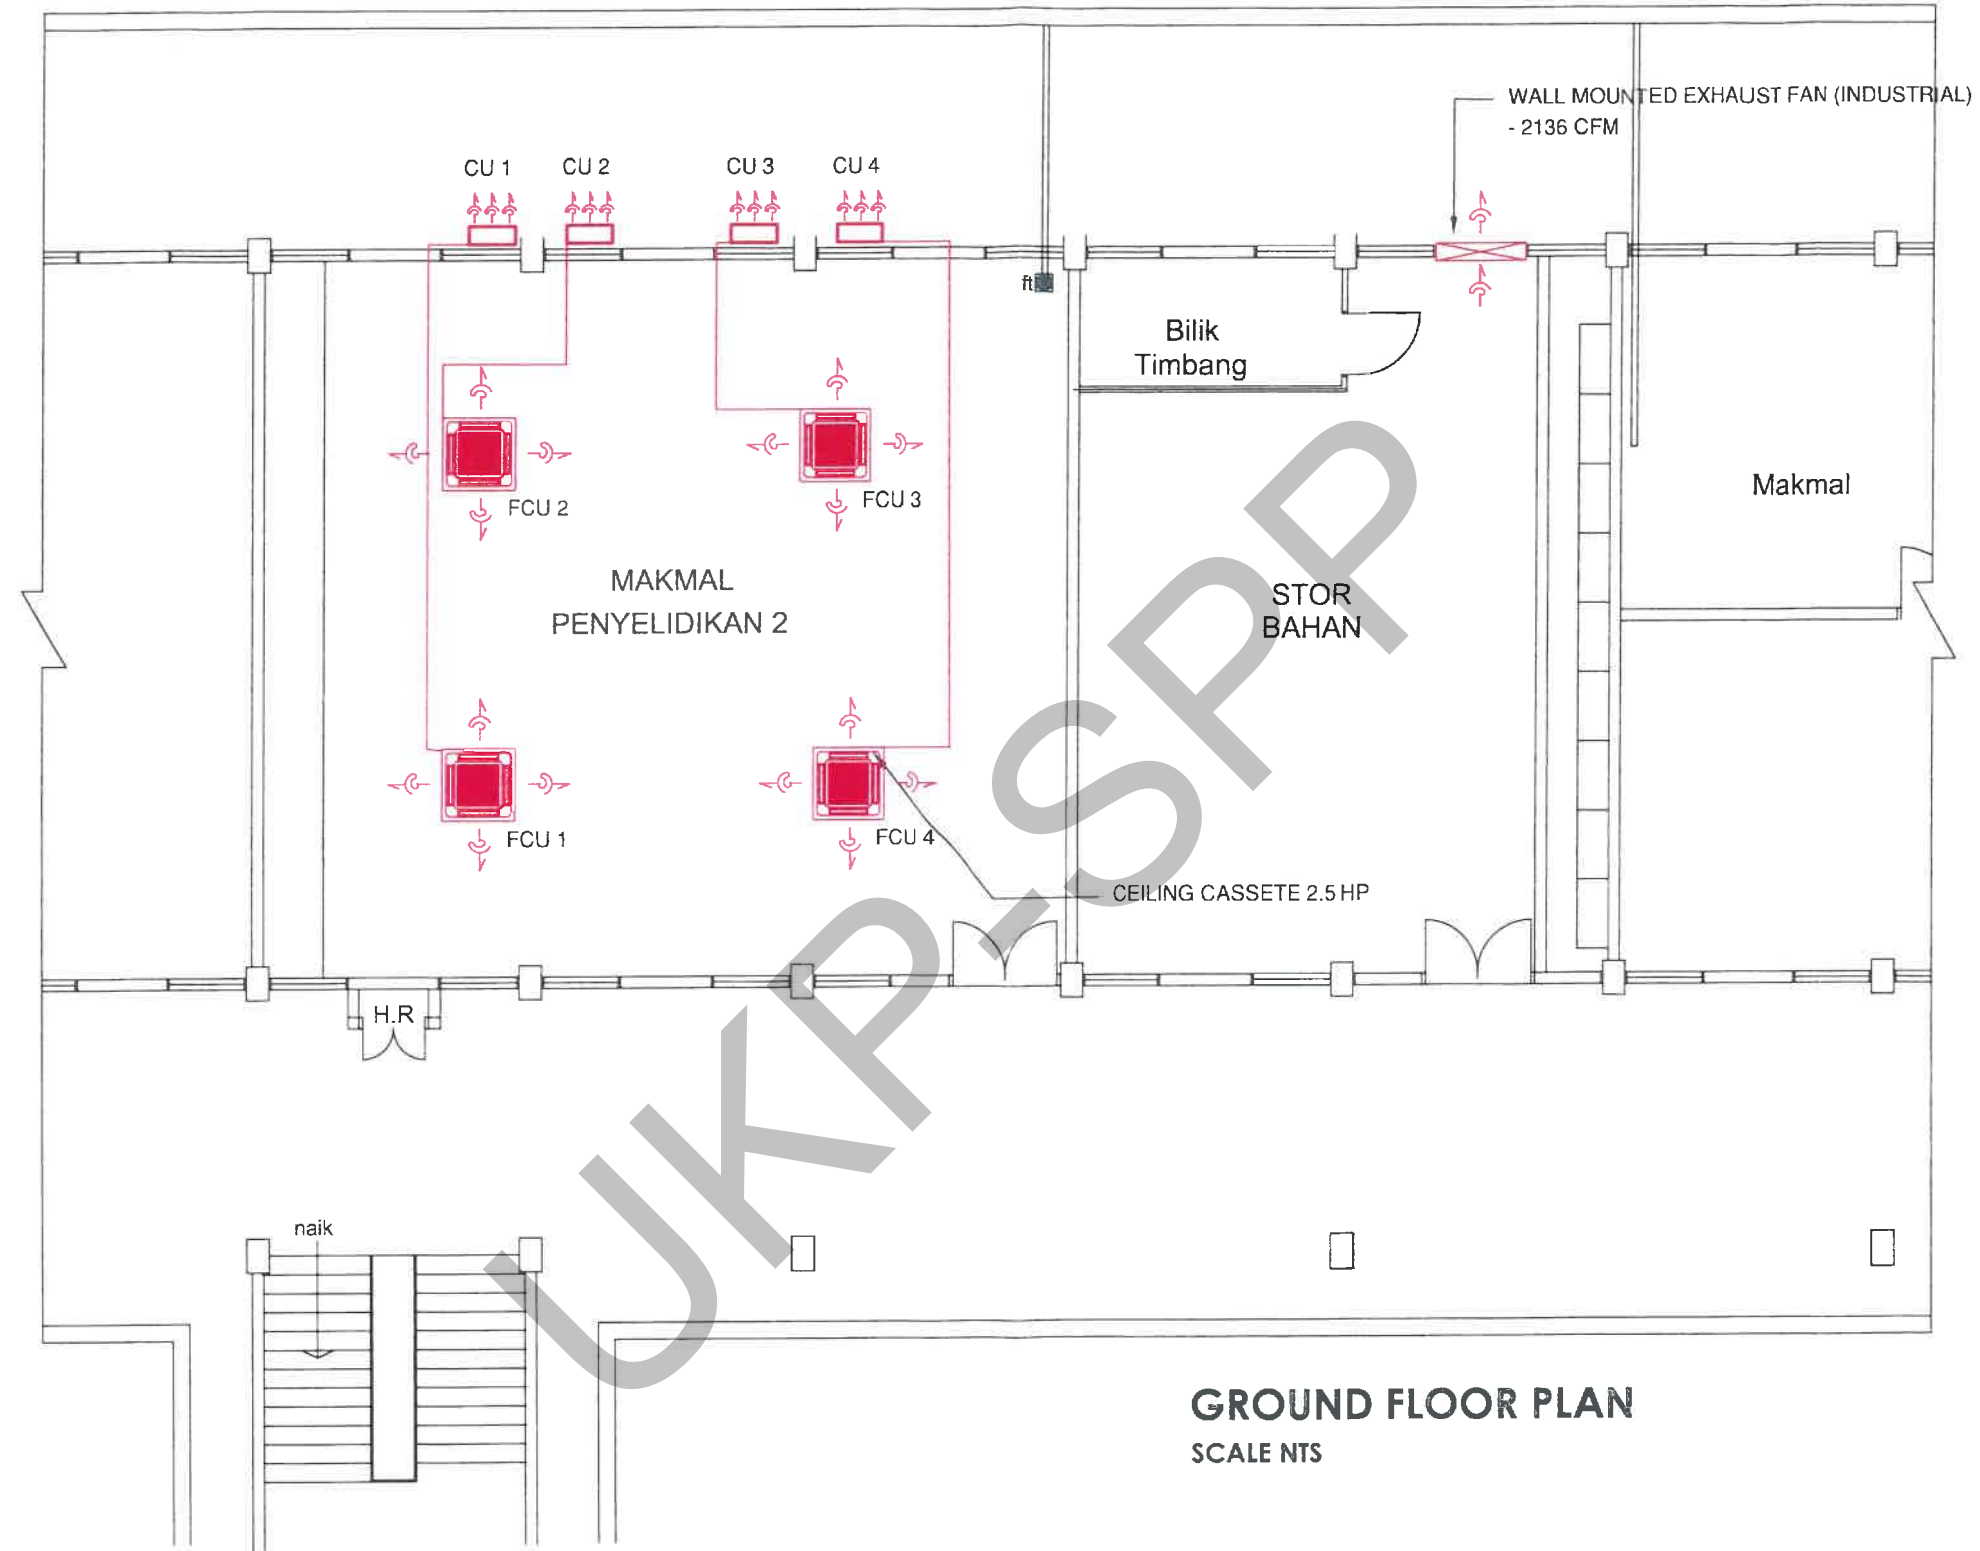 WALL MOUNTED EXHAUST FAN (INDUSTRIAL)
- 2136 CFM
CU 1
CU 2
CU 3
CU 4
ft
Bilik
Timbang
FCU 2
FCU 3
Makmal
MAKMAL
PENYELIDIKAN 2
STOR
BAHAN
FCU 1
FCU 4
CEILING CASSETE 2.5 HP
H.R
naik
UKP-SPP
GROUND FLOOR PLAN
SCALE NTS